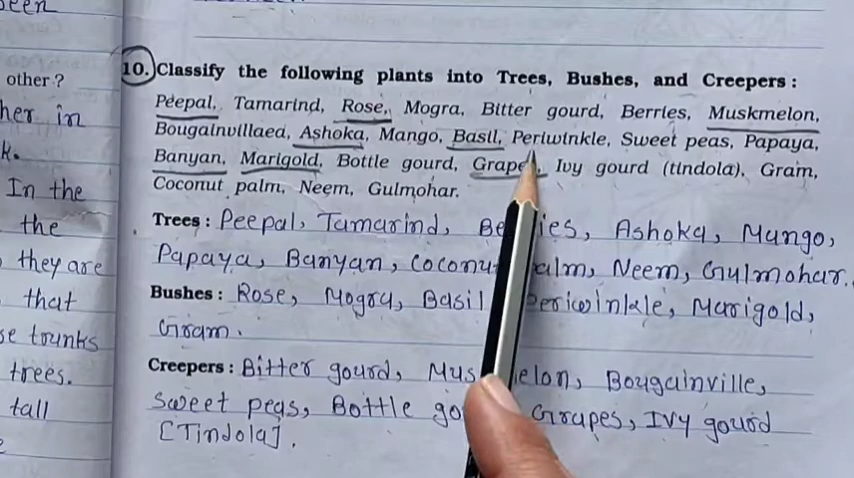 een
other ?
her in
k.
In the
the
they are
that
se trunks
trees.
tall
10. Classify the following plants into Trees, Bushes, and Creepers :
Peepal, Tamarind, Rose, Mogra, Bitter gourd, Berries, Muskmelon,
Bougainvillaea, Ashoka, Mango, Basil, Periwinkle, Sweet peas, Papaya,
Banyan, Marigold, Bottle gourd, Grape, Ivy gourd (tindola), Gram,
Coconut palm, Neem, Gulmohar.
Trees : Peepal, Tamarind, Be ies, Ashoka, Mango,
Papaya, Banyan, Coconut alm, Neem, Gulmohar.
Bushes: Rose, Mogra, Basil Periwinkle, Marigold,
Gram.
Creepers : Bitter gourd, Mus elon, Bougainville,
Sweet peas, Bottle go Grapes, Ivy gourd
[Tindola].